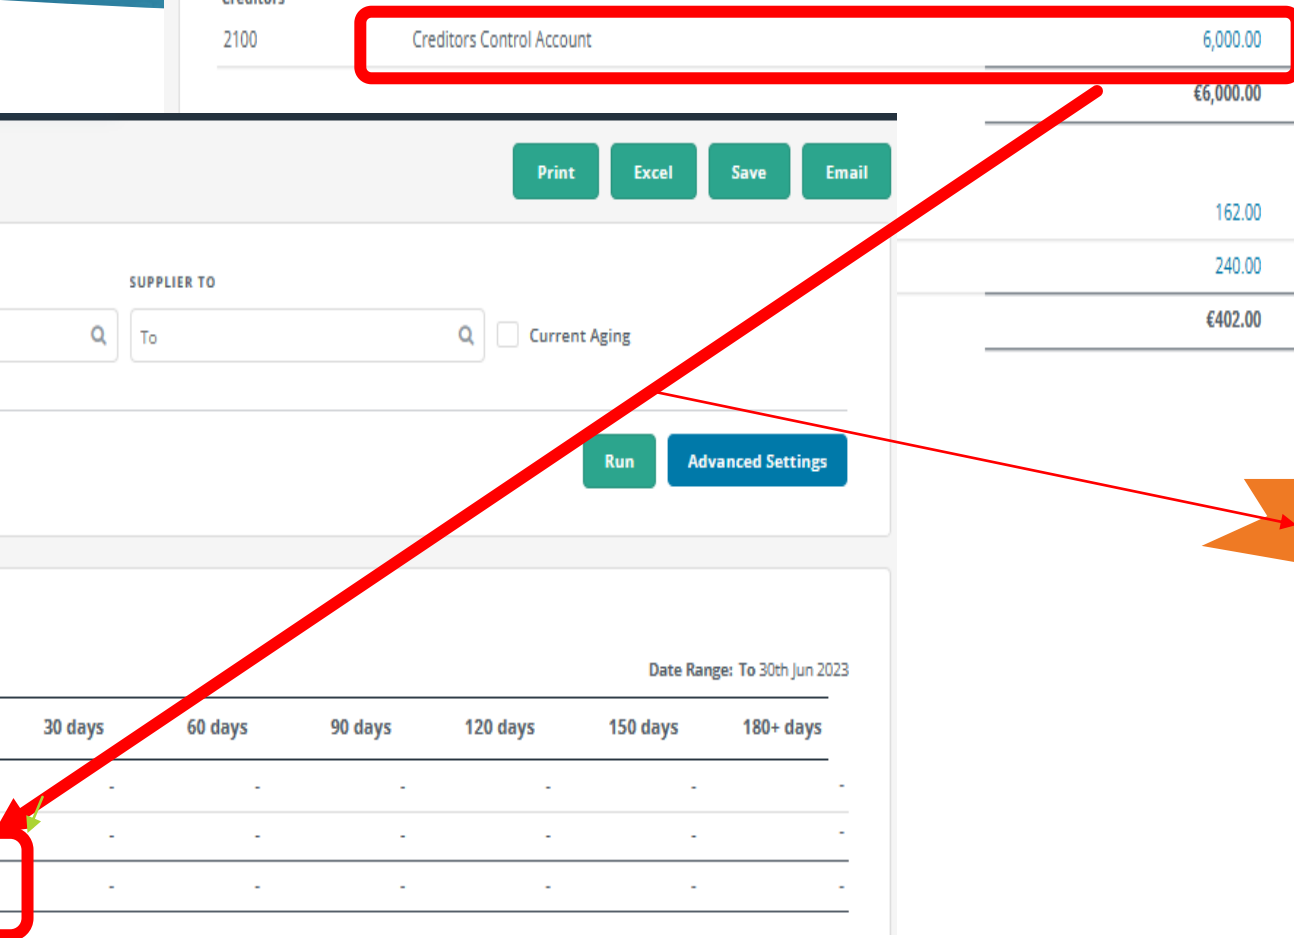 Creditors
2100 Creditors Control Account 6,000.00
€6,000.00
Print Excel Save Email
162.00
SUPPLIER TO
240.00
To Current Aging
€402.00
Run Advanced Settings
Date Range: To 30th Jun 2023
30 days 60 days 90 days 120 days 150 days 180+ days
- - - - - -
- - - - - -
- - - - - -